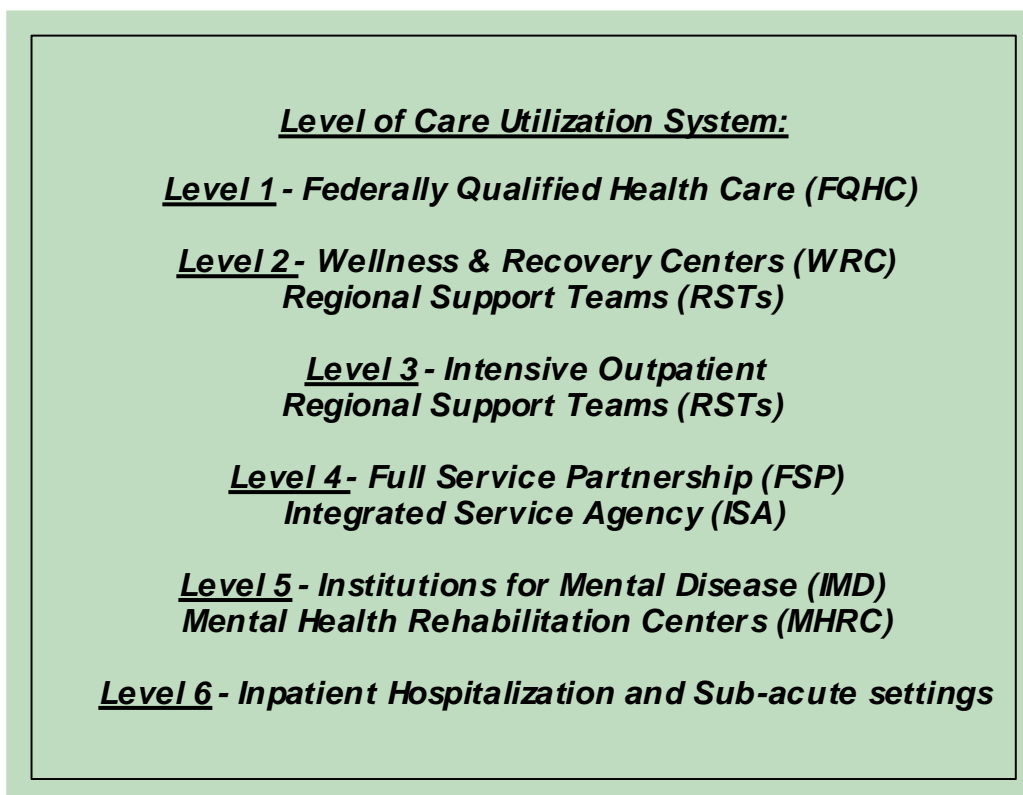 Level of Care Utilization System:
Level 1 - Federally Qualified Health Care (FQHC)
Level 2 - Wellness & Recovery Centers (WRC)
Regional Support Teams (RSTs)
Level 3 - Intensive Outpatient
Regional Support Teams (RSTs)
Level 4 - Full Service Partnership (FSP)
Integrated Service Agency (ISA)
Level 5 - Institutions for Mental Disease (IMD)
Mental Health Rehabilitation Centers (MHRC)
Level 6 - Inpatient Hospitalization and Sub-acute settings